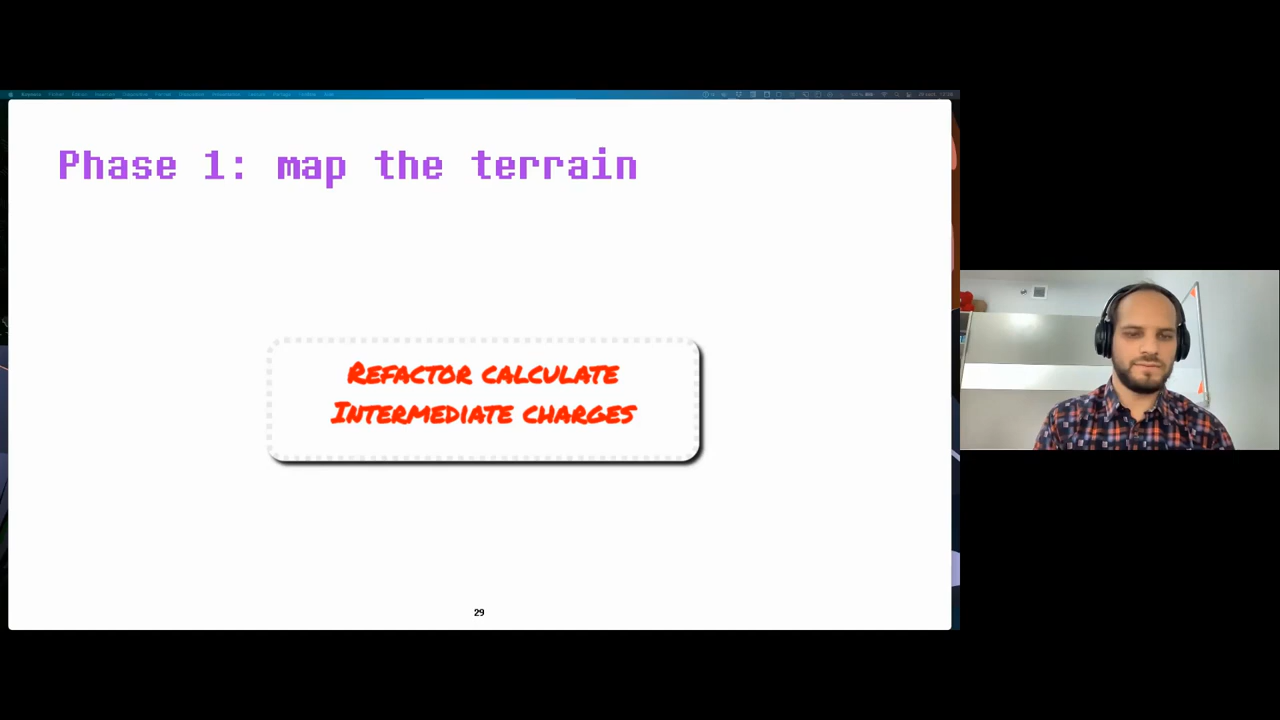 Phase 1: map the terrain
REFACTOR CALCULATE
INTERMEDIATE CHARGES
29